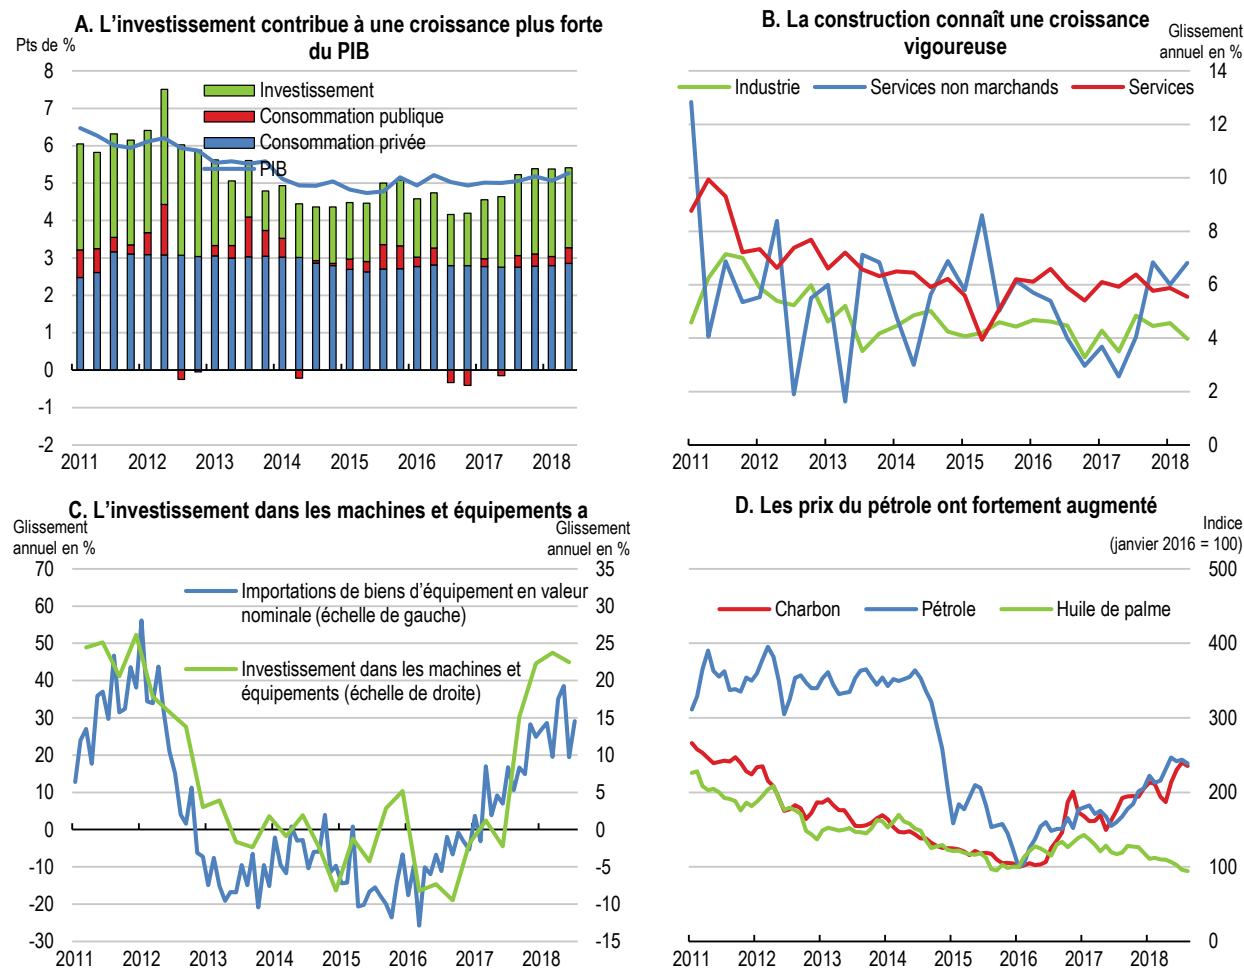 A. L’investissement contribue à une croissance plus forte
du PIB
Pts de %
8
7
6
5
4
3
2
1
0
-1
-2
Investissement
Consommation publique
Consommation privée
PIB
2011 2012 2013 2014 2015 2016 2017 2018
B. La construction connaît une croissance
vigoureuse
Glissement
annuel en %
Industrie Services non marchands Services
14
12
10
8
6
4
2
0
2011 2012 2013 2014 2015 2016 2017 2018
C. L’investissement dans les machines et équipements a
Glissement
annuel en %
Glissement
annuel en %
70
60
50
40
30
20
10
0
-10
-20
-30
Importations de biens d’équipement en valeur
nominale (échelle de gauche)
Investissement dans les machines et
équipements (échelle de droite)
35
30
25
20
15
10
5
0
-5
-10
-15
2011 2012 2013 2014 2015 2016 2017 2018
D. Les prix du pétrole ont fortement augmenté
Indice
(janvier 2016 = 100)
Charbon Pétrole Huile de palme
500
400
300
200
100
0
2011 2012 2013 2014 2015 2016 2017 2018